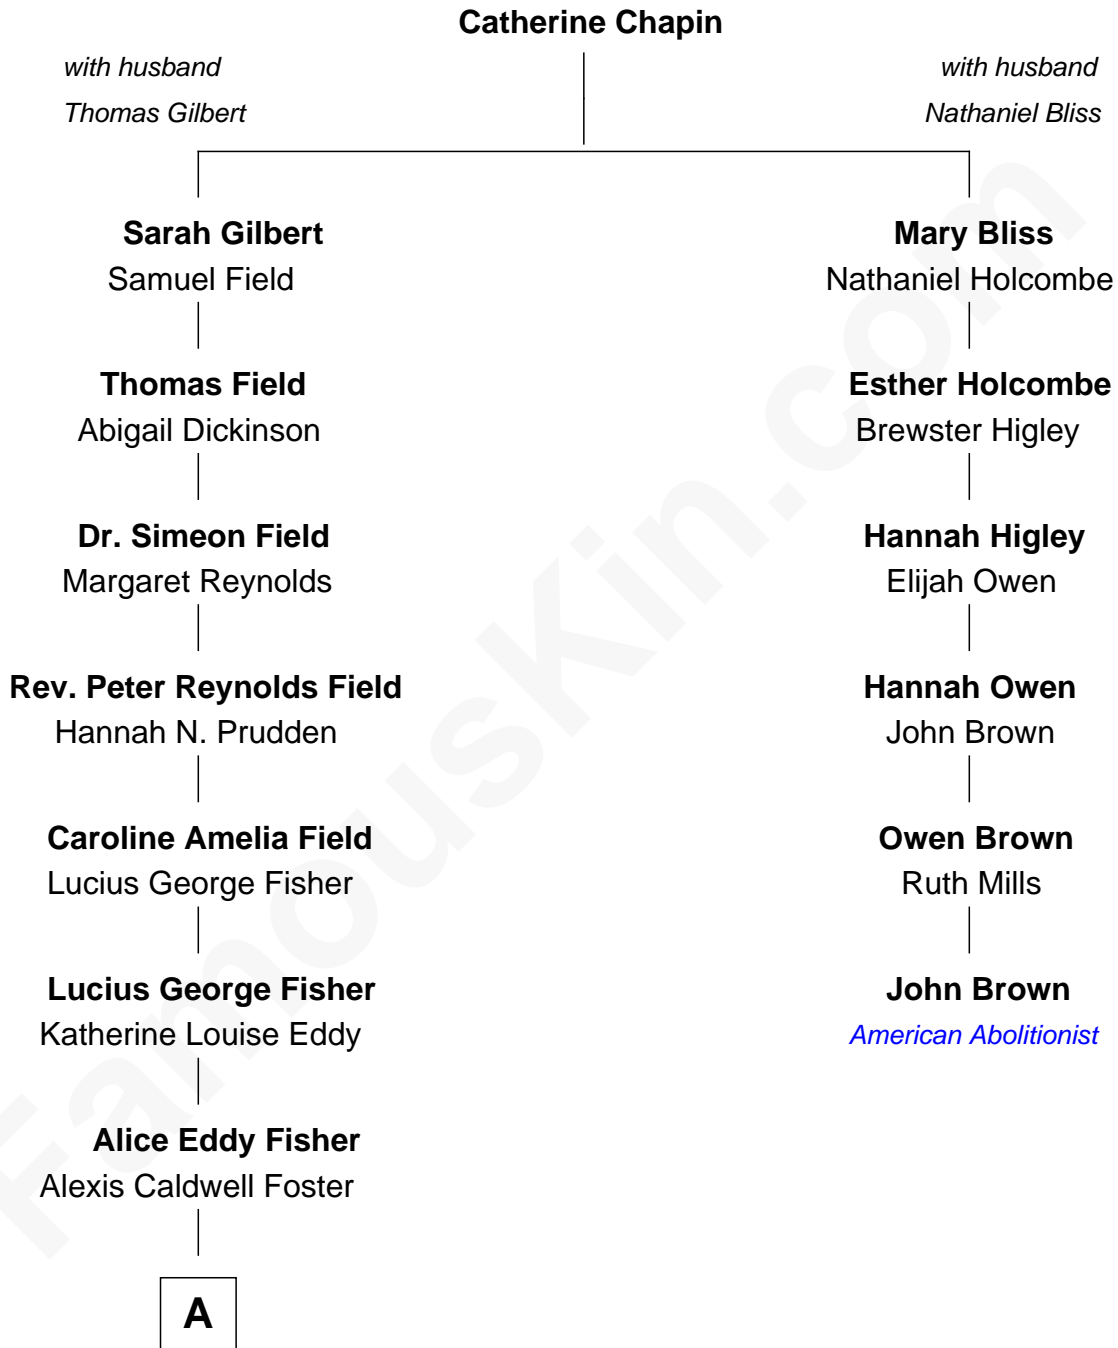 Catherine Chapin
with husband
Thomas Gilbert
with husband
Nathaniel Bliss
Sarah Gilbert
Samuel Field
Mary Bliss
Nathaniel Holcombe
Thomas Field
Abigail Dickinson
Esther Holcombe
Brewster Higley
Dr. Simeon Field
Margaret Reynolds
Hannah Higley
Elijah Owen
Rev. Peter Reynolds Field
Hannah N. Prudden
Hannah Owen
John Brown
Caroline Amelia Field
Lucius George Fisher
Owen Brown
Ruth Mills
Lucius George Fisher
Katherine Louise Eddy
John Brown
American Abolitionist
Alice Eddy Fisher
Alexis Caldwell Foster
A
FamousKin.com